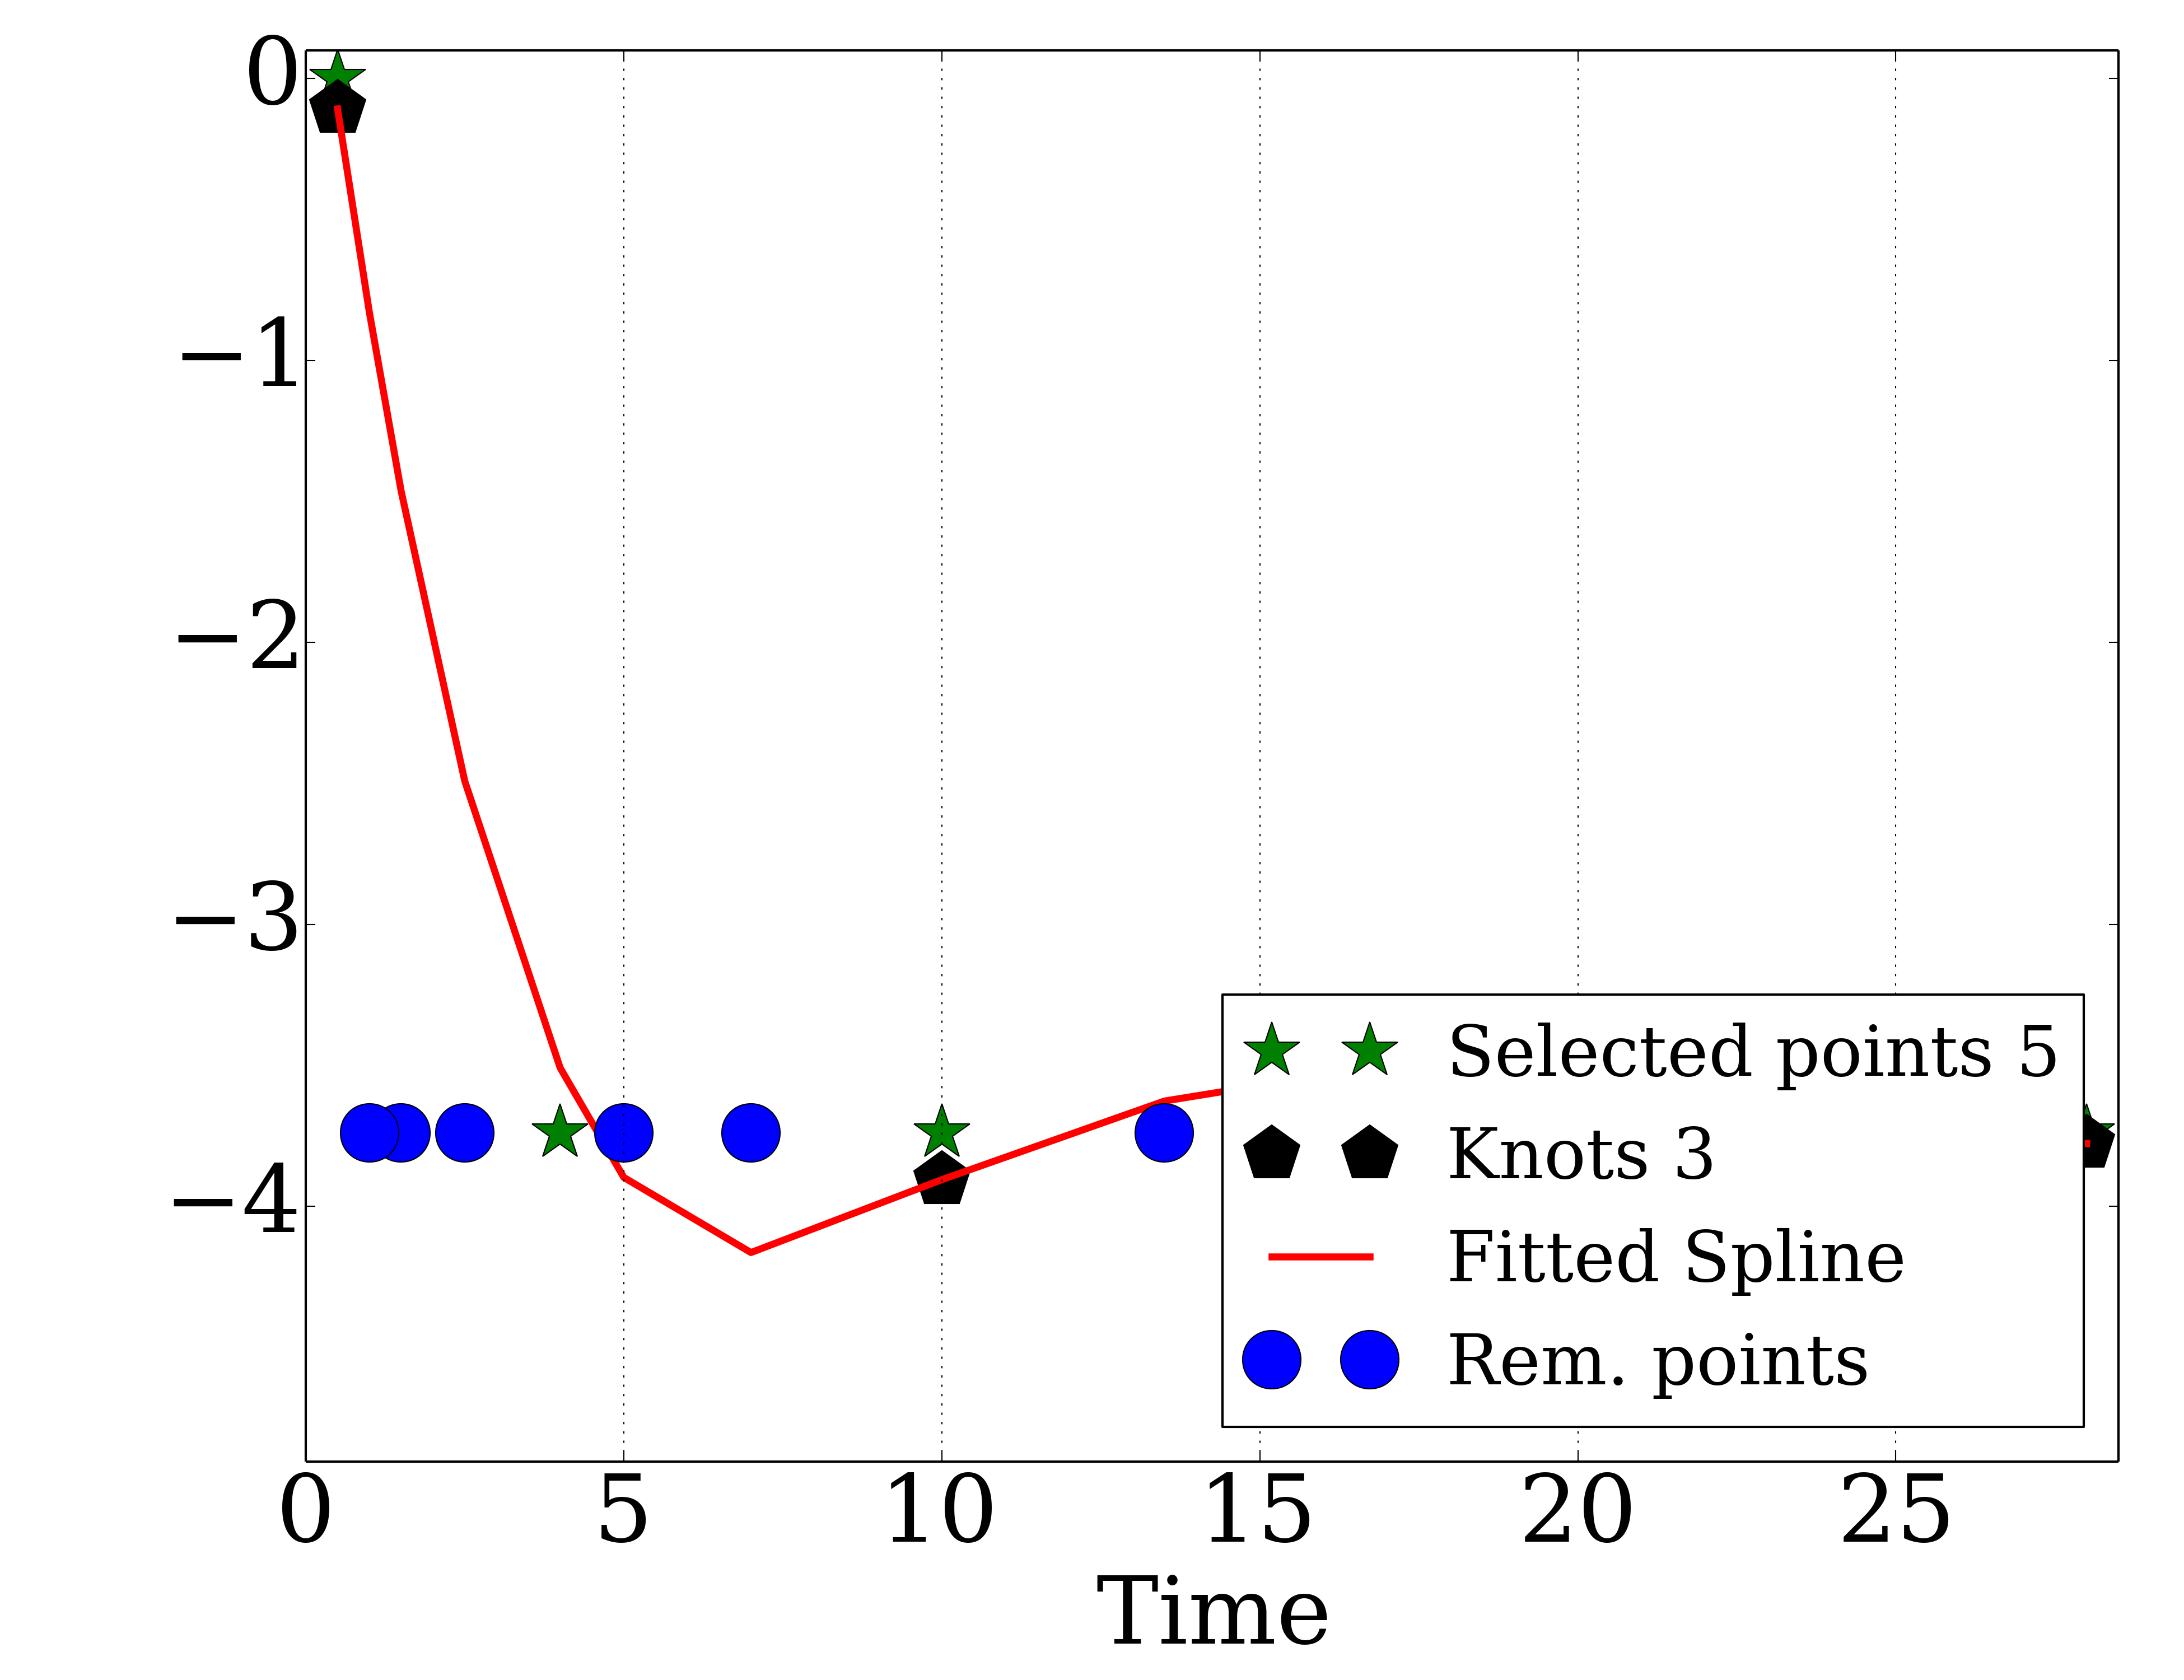 0
−1
−2
−3
−4
Selected points 5
Knots 3
Fitted Spline
Rem. points
0 5 10 15 20 25
Time